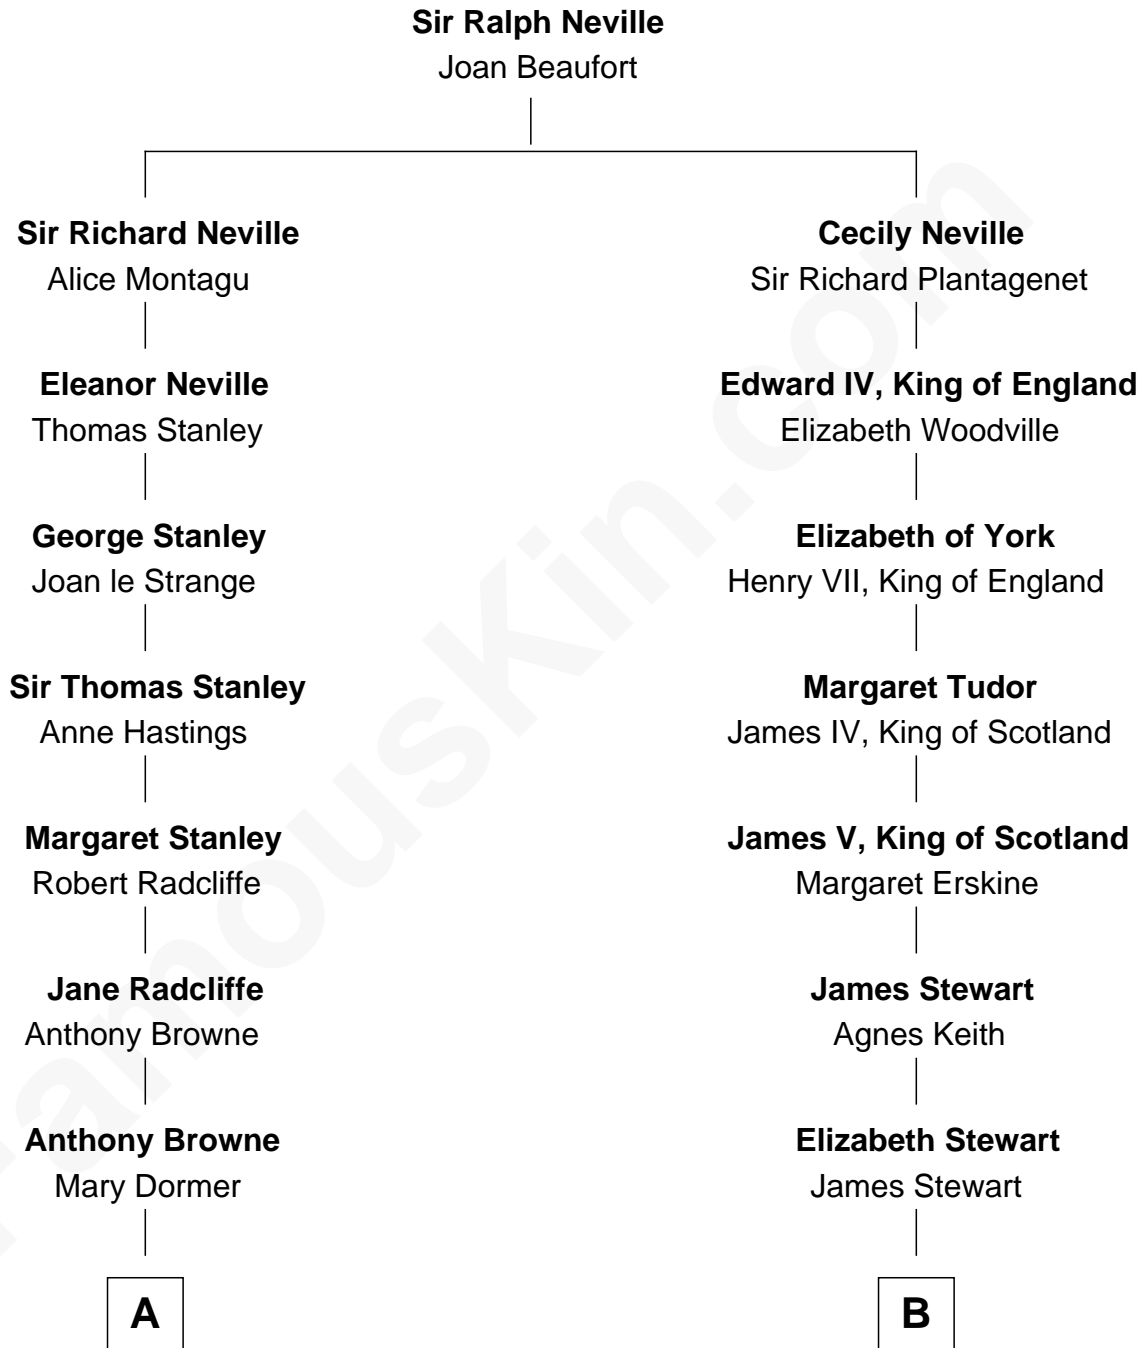 Sir Ralph Neville
Joan Beaufort
Sir Richard Neville
Alice Montagu
Eleanor Neville
Thomas Stanley
George Stanley
Joan le Strange
Sir Thomas Stanley
Anne Hastings
Margaret Stanley
Robert Radcliffe
Jane Radcliffe
Anthony Browne
Anthony Browne
Mary Dormer
A
Cecily Neville
Sir Richard Plantagenet
Edward IV, King of England
Elizabeth Woodville
Elizabeth of York
Henry VII, King of England
Margaret Tudor
James IV, King of Scotland
James V, King of Scotland
Margaret Erskine
James Stewart
Agnes Keith
Elizabeth Stewart
James Stewart
B
FamousKin.com